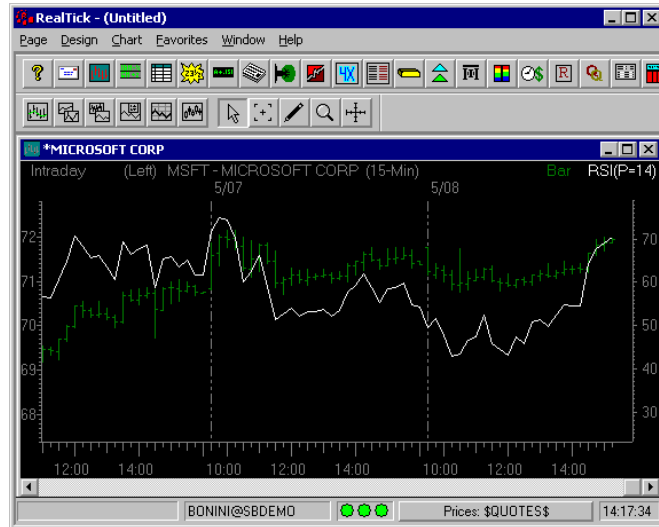 RealTick - (Untitled)
Page Design Chart Favorites Window Help
*MICROSOFT CORP
Intraday (Left) MSFT - MICROSOFT CORP (15-Min) Bar RSI(P=14)
5/07 5/08
72 70
71 60
70 50
69 40
68 30
12:00 14:00 10:00 12:00 14:00 10:00 12:00 14:00
BONINI@SBDEMO Prices: $QUOTES$ 14:17:34